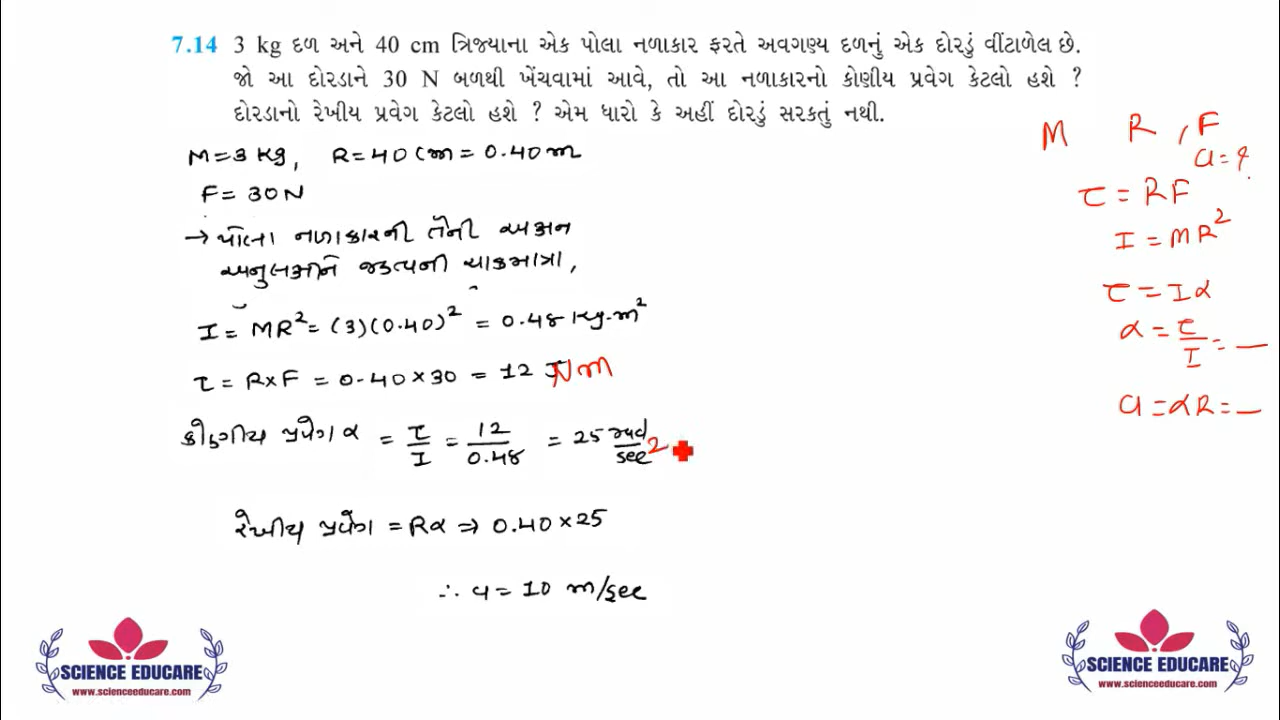 7.14 3 kg દળ અને 40 cm ત્રિજ્યાના એક પોલા નળાકાર ફરતે અવગણ્ય દળનું એક દોરડું વીંટાળેલ છે.
જો આ દોરડાને 30 N બળથી ખેંચવામાં આવે, તો આ નળાકારનો કોણીય પ્રવેગ કેટલો હશે ?
દોરડાનો રેખીય પ્રવેગ કેટલો હશે ? એમ ધારો કે અહીં દોરડું સરકતું નથી.
M = 3 kg, R = 40 cm = 0.40 m
F = 30 N
→ પોલા નળાકારની તેની અક્ષને
જડત્વની ચાકમાત્રા,
I = MR² = (3)(0.40)² = 0.48 kg·m²
τ = R×F = 0.40×30 = 12 Nm
કોણીય પ્રવેગ α = τ/I = 12/0.48 = 25 rad/sec²
રેખીય પ્રવેગ = Rα ⇒ 0.40×25
∴ a = 10 m/sec
M R , F
a = ?
τ = RF
I = MR²
τ = Iα
α = τ/I = —
a = αR = —
SCIENCE EDUCARE
www.scienceeducare.com
SCIENCE EDUCARE
www.scienceeducare.com